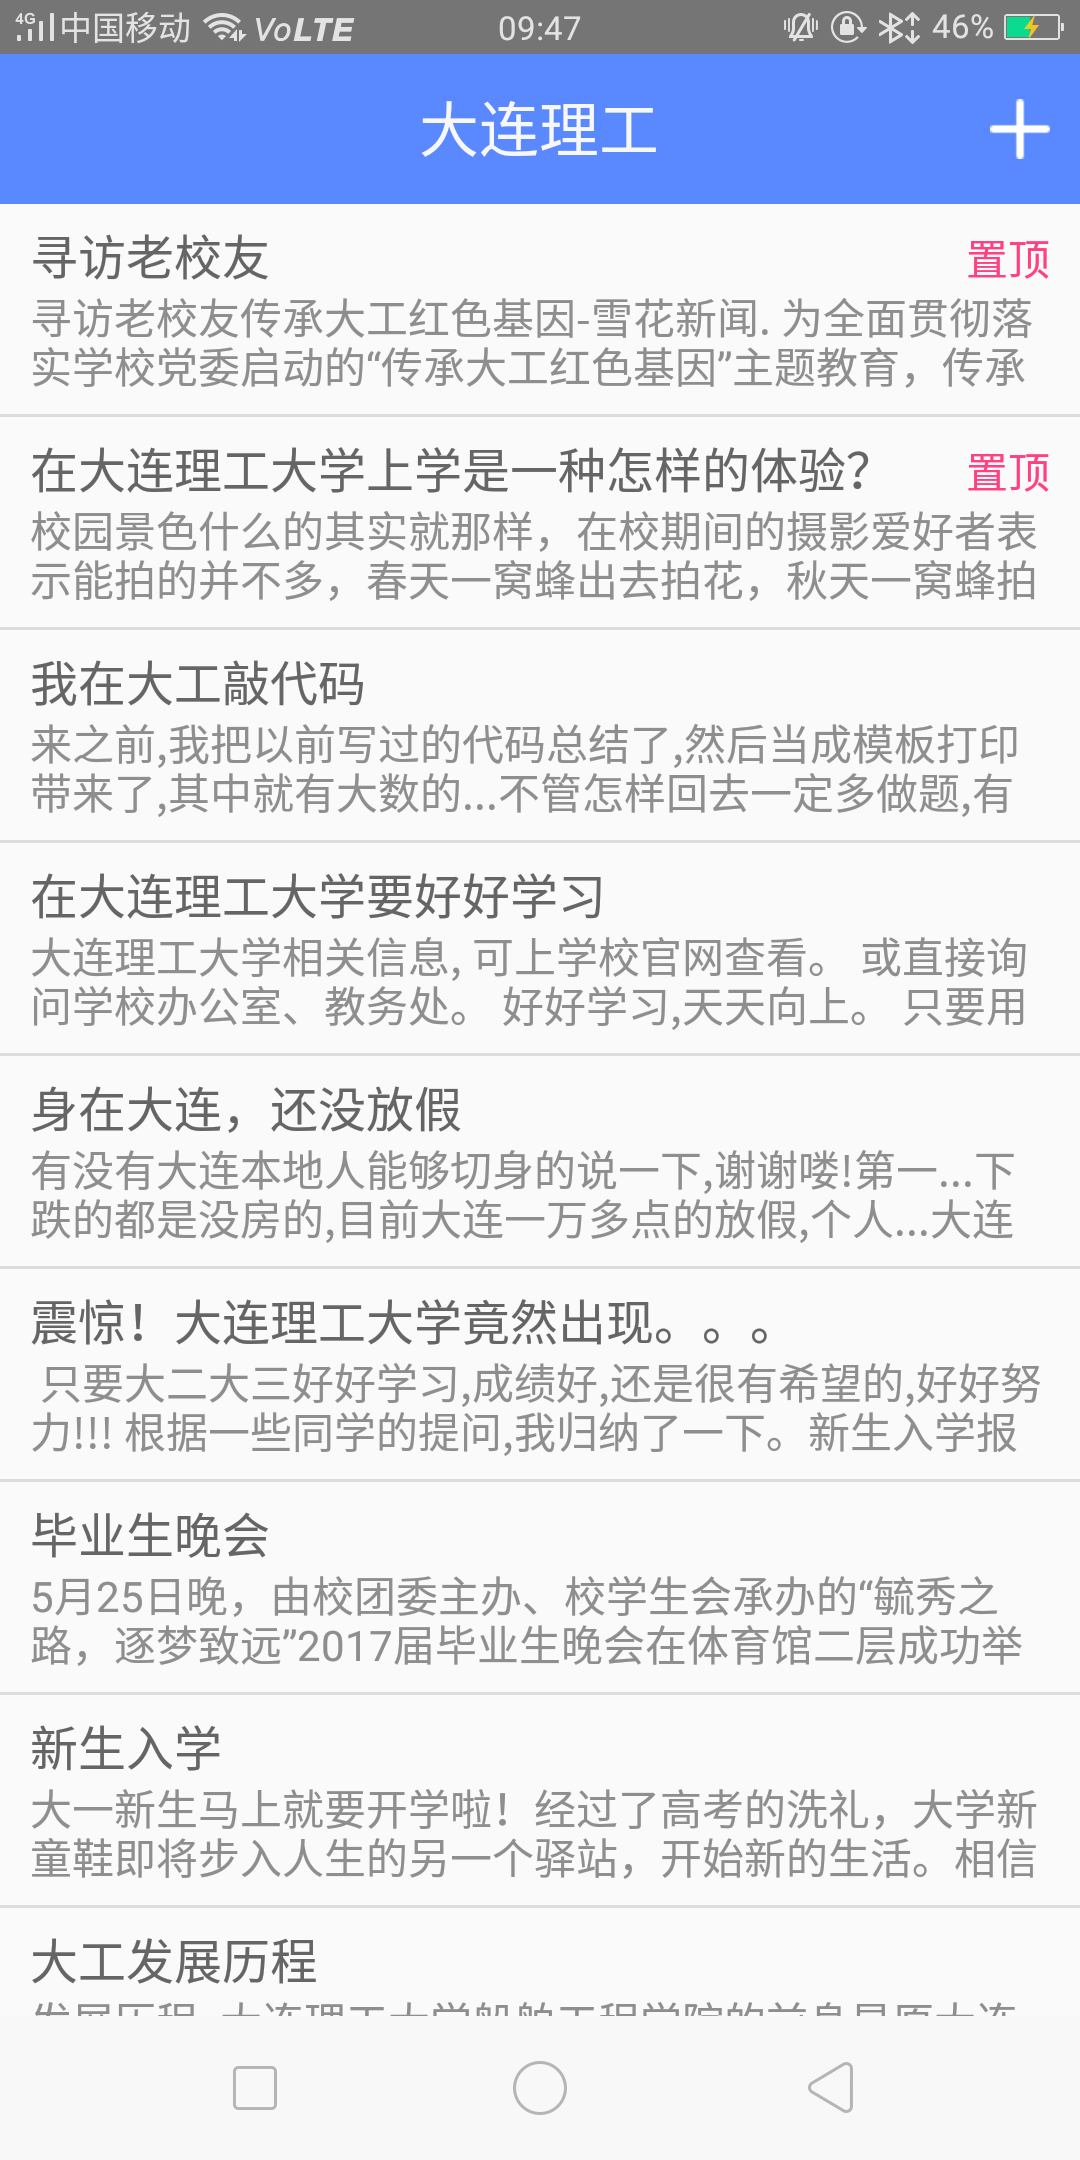 4G 中国移动 VoLTE 09:47 46%
大连理工
寻访老校友 置顶
寻访老校友传承大工红色基因-雪花新闻. 为全面贯彻落
实学校党委启动的“传承大工红色基因”主题教育，传承
在大连理工大学上学是一种怎样的体验？ 置顶
校园景色什么的其实就那样，在校期间的摄影爱好者表
示能拍的并不多，春天一窝蜂出去拍花，秋天一窝蜂拍
我在大工敲代码
来之前,我把以前写过的代码总结了,然后当成模板打印
带来了,其中就有大数的...不管怎样回去一定多做题,有
在大连理工大学要好好学习
大连理工大学相关信息, 可上学校官网查看。 或直接询
问学校办公室、教务处。 好好学习,天天向上。 只要用
身在大连，还没放假
有没有大连本地人能够切身的说一下,谢谢喽!第一...下
跌的都是没房的,目前大连一万多点的放假,个人...大连
震惊！大连理工大学竟然出现。。。
只要大二大三好好学习,成绩好,还是很有希望的,好好努
力!!! 根据一些同学的提问,我归纳了一下。新生入学报
毕业生晚会
5月25日晚，由校团委主办、校学生会承办的“毓秀之
路，逐梦致远”2017届毕业生晚会在体育馆二层成功举
新生入学
大一新生马上就要开学啦！经过了高考的洗礼，大学新
童鞋即将步入人生的另一个驿站，开始新的生活。相信
大工发展历程
发展历程 大连理工大学船舶工程学院的前身是原大连